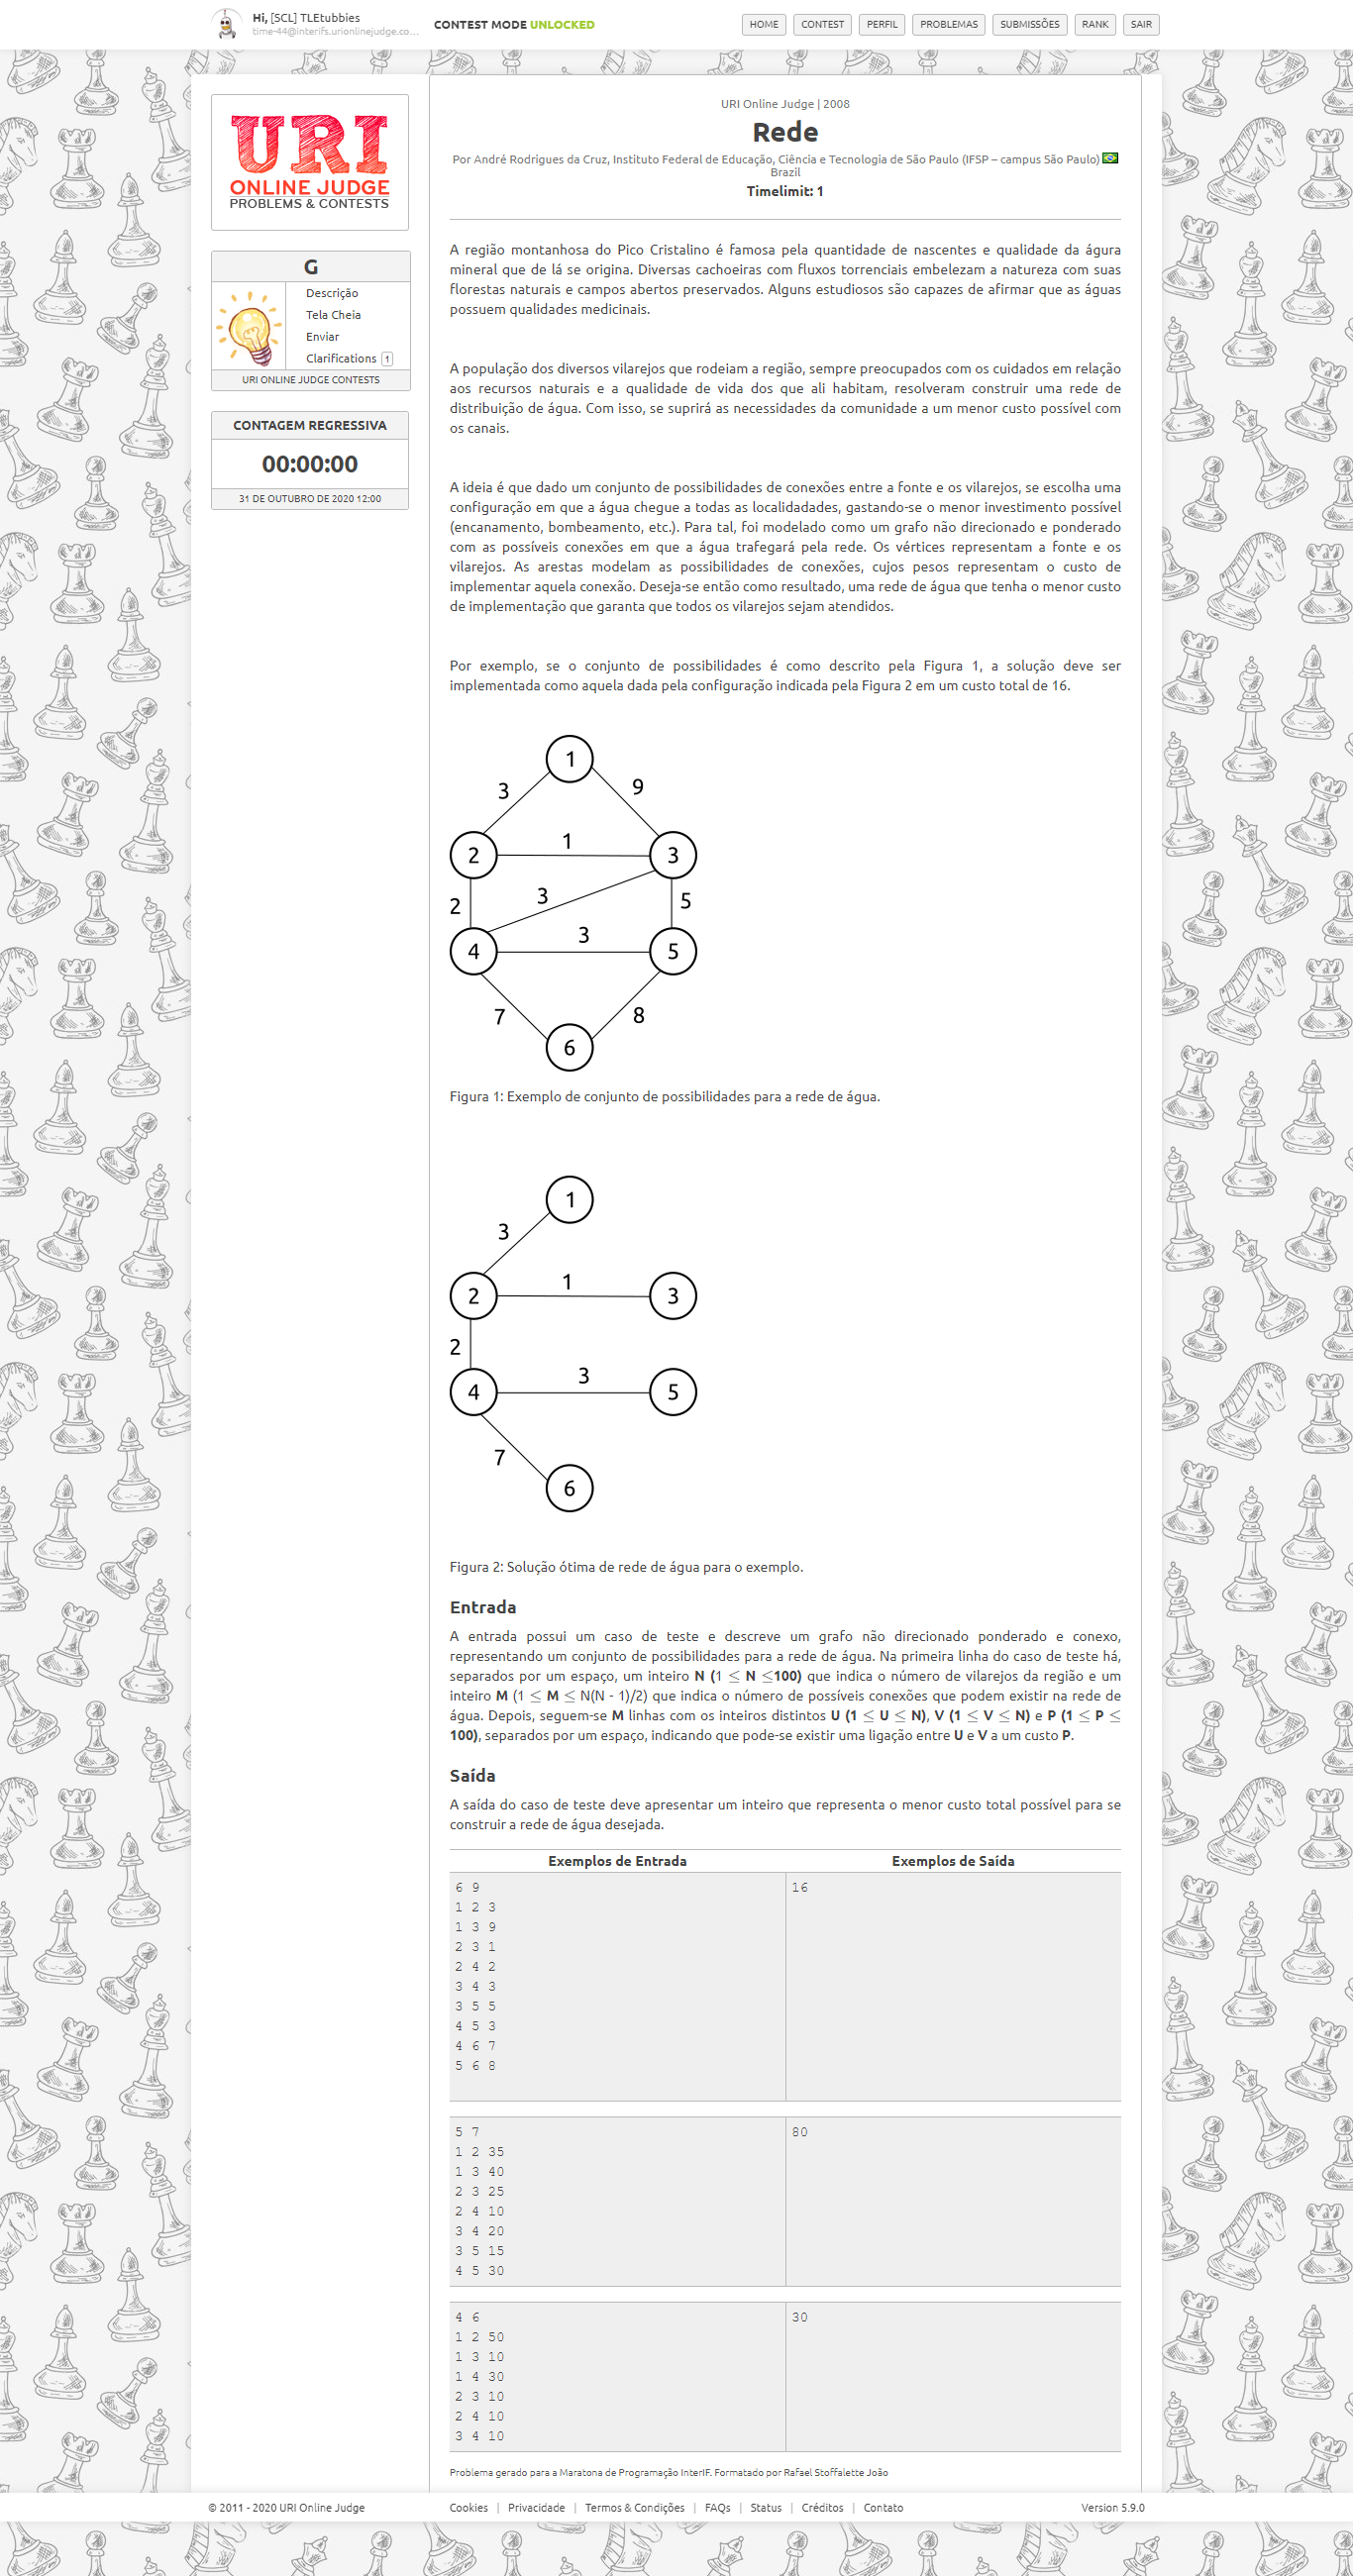 Hi, [SCL] TLEtubbies
time-44@interifs.urionlinejudge.co...
CONTEST MODE UNLOCKED
HOME
CONTEST
PERFIL
PROBLEMAS
SUBMISSÕES
RANK
SAIR
URI
ONLINE JUDGE
PROBLEMS & CONTESTS
G
Descrição
Tela Cheia
Enviar
Clarifications 1
URI ONLINE JUDGE CONTESTS
CONTAGEM REGRESSIVA
00:00:00
31 DE OUTUBRO DE 2020 12:00
URI Online Judge | 2008
Rede
Por André Rodrigues da Cruz, Instituto Federal de Educação, Ciência e Tecnologia de São Paulo (IFSP – campus São Paulo)
Brazil
Timelimit: 1
A região montanhosa do Pico Cristalino é famosa pela quantidade de nascentes e qualidade da águra
mineral que de lá se origina. Diversas cachoeiras com fluxos torrenciais embelezam a natureza com suas
florestas naturais e campos abertos preservados. Alguns estudiosos são capazes de afirmar que as águas
possuem qualidades medicinais.
A população dos diversos vilarejos que rodeiam a região, sempre preocupados com os cuidados em relação
aos recursos naturais e a qualidade de vida dos que ali habitam, resolveram construir uma rede de
distribuição de água. Com isso, se suprirá as necessidades da comunidade a um menor custo possível com
os canais.
A ideia é que dado um conjunto de possibilidades de conexões entre a fonte e os vilarejos, se escolha uma
configuração em que a água chegue a todas as localidadades, gastando-se o menor investimento possível
(encanamento, bombeamento, etc.). Para tal, foi modelado como um grafo não direcionado e ponderado
com as possíveis conexões em que a água trafegará pela rede. Os vértices representam a fonte e os
vilarejos. As arestas modelam as possibilidades de conexões, cujos pesos representam o custo de
implementar aquela conexão. Deseja-se então como resultado, uma rede de água que tenha o menor custo
de implementação que garanta que todos os vilarejos sejam atendidos.
Por exemplo, se o conjunto de possibilidades é como descrito pela Figura 1, a solução deve ser
implementada como aquela dada pela configuração indicada pela Figura 2 em um custo total de 16.
1
3
9
1
2
3
2
3
5
3
4
5
7
8
6
Figura 1: Exemplo de conjunto de possibilidades para a rede de água.
1
3
1
2
3
2
3
4
5
7
6
Figura 2: Solução ótima de rede de água para o exemplo.
Entrada
A entrada possui um caso de teste e descreve um grafo não direcionado ponderado e conexo,
representando um conjunto de possibilidades para a rede de água. Na primeira linha do caso de teste há,
separados por um espaço, um inteiro N (1 ≤ N ≤100) que indica o número de vilarejos da região e um
inteiro M (1 ≤ M ≤ N(N - 1)/2) que indica o número de possíveis conexões que podem existir na rede de
água. Depois, seguem-se M linhas com os inteiros distintos U (1 ≤ U ≤ N), V (1 ≤ V ≤ N) e P (1 ≤ P ≤
100), separados por um espaço, indicando que pode-se existir uma ligação entre U e V a um custo P.
Saída
A saída do caso de teste deve apresentar um inteiro que representa o menor custo total possível para se
construir a rede de água desejada.
Exemplos de Entrada
Exemplos de Saída
6 9
1 2 3
1 3 9
2 3 1
2 4 2
3 4 3
3 5 5
4 5 3
4 6 7
5 6 8
16
5 7
1 2 35
1 3 40
2 3 25
2 4 10
3 4 20
3 5 15
4 5 30
80
4 6
1 2 50
1 3 10
1 4 30
2 3 10
2 4 10
3 4 10
30
Problema gerado para a Maratona de Programação InterIF. Formatado por Rafael Stoffalette João
© 2011 - 2020 URI Online Judge
Cookies | Privacidade | Termos & Condições | FAQs | Status | Créditos | Contato
Version 5.9.0